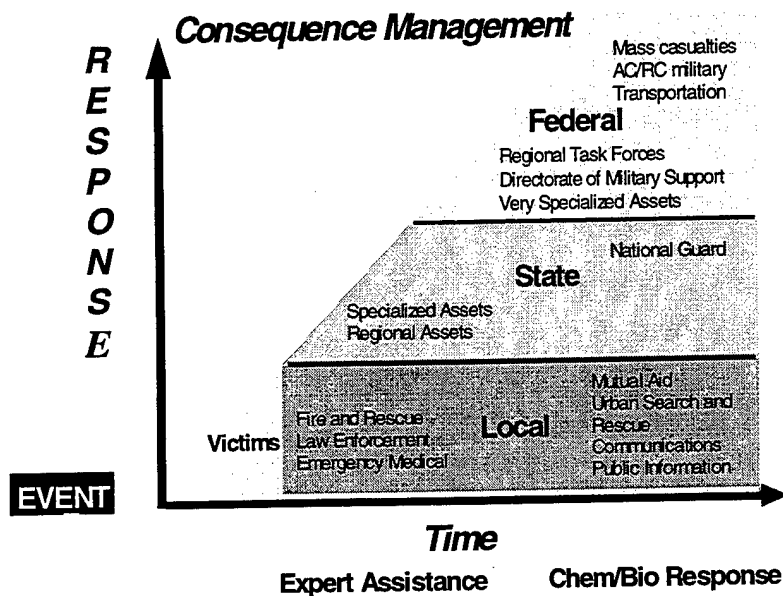 Consequence Management
RESPONSE
Mass casualties
AC/RC military
Transportation
Federal
Regional Task Forces
Directorate of Military Support
Very Specialized Assets
National Guard
State
Specialized Assets
Regional Assets
Mutual Aid
Urban Search and
Rescue
Communications
Public Information
Local
Fire and Rescue
Law Enforcement
Emergency Medical
Victims
EVENT
Time
Expert Assistance
Chem/Bio Response